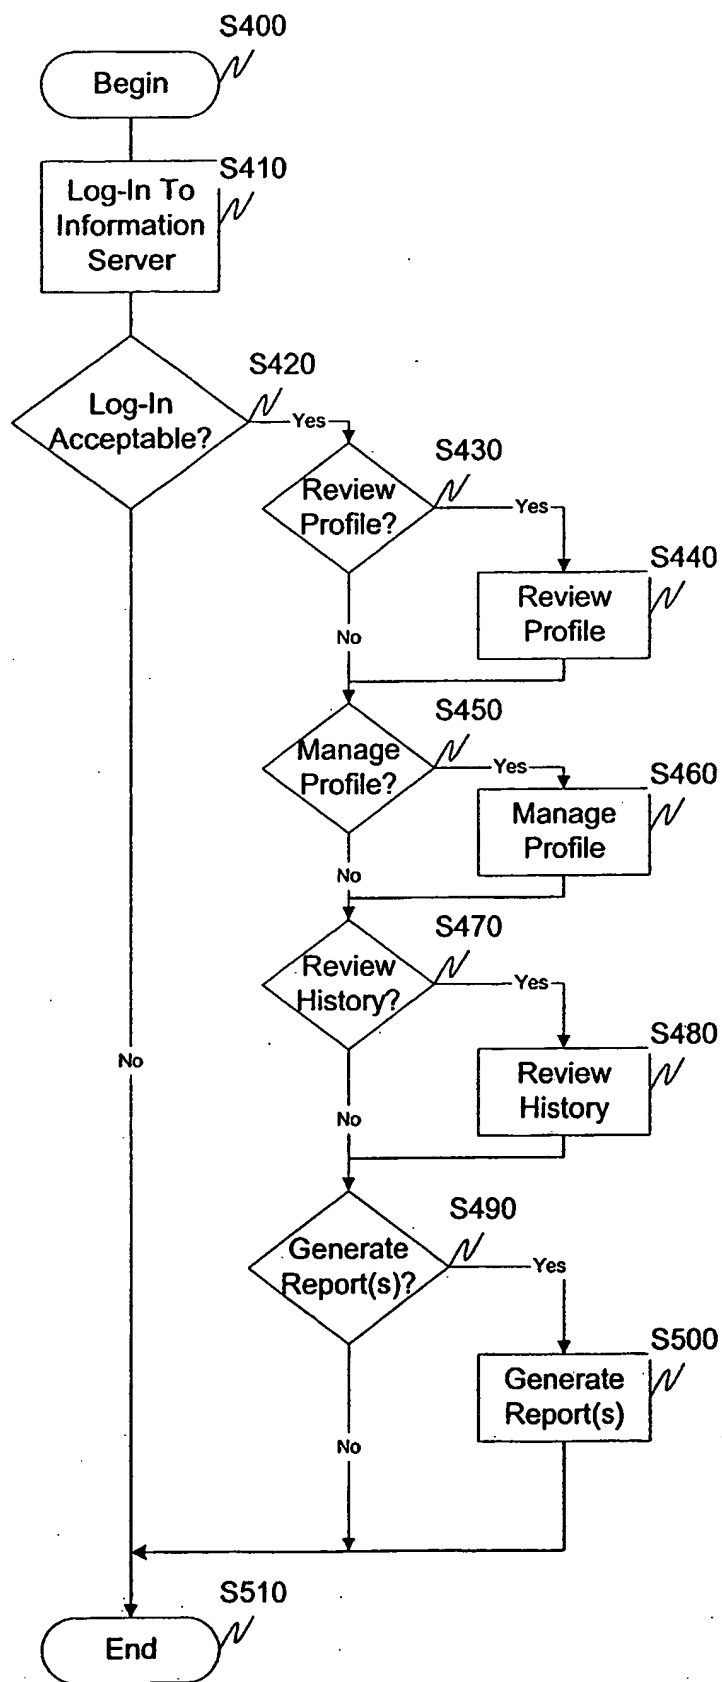 S400
Begin
S410
Log-In To
Information
Server
S420
Log-In
Acceptable?
Yes
S430
Review
Profile?
Yes
S440
Review
Profile
No
S450
Manage
Profile?
Yes
S460
Manage
Profile
No
S470
Review
History?
Yes
S480
Review
History
No
No
S490
Generate
Report(s)?
Yes
S500
Generate
Report(s)
No
S510
End